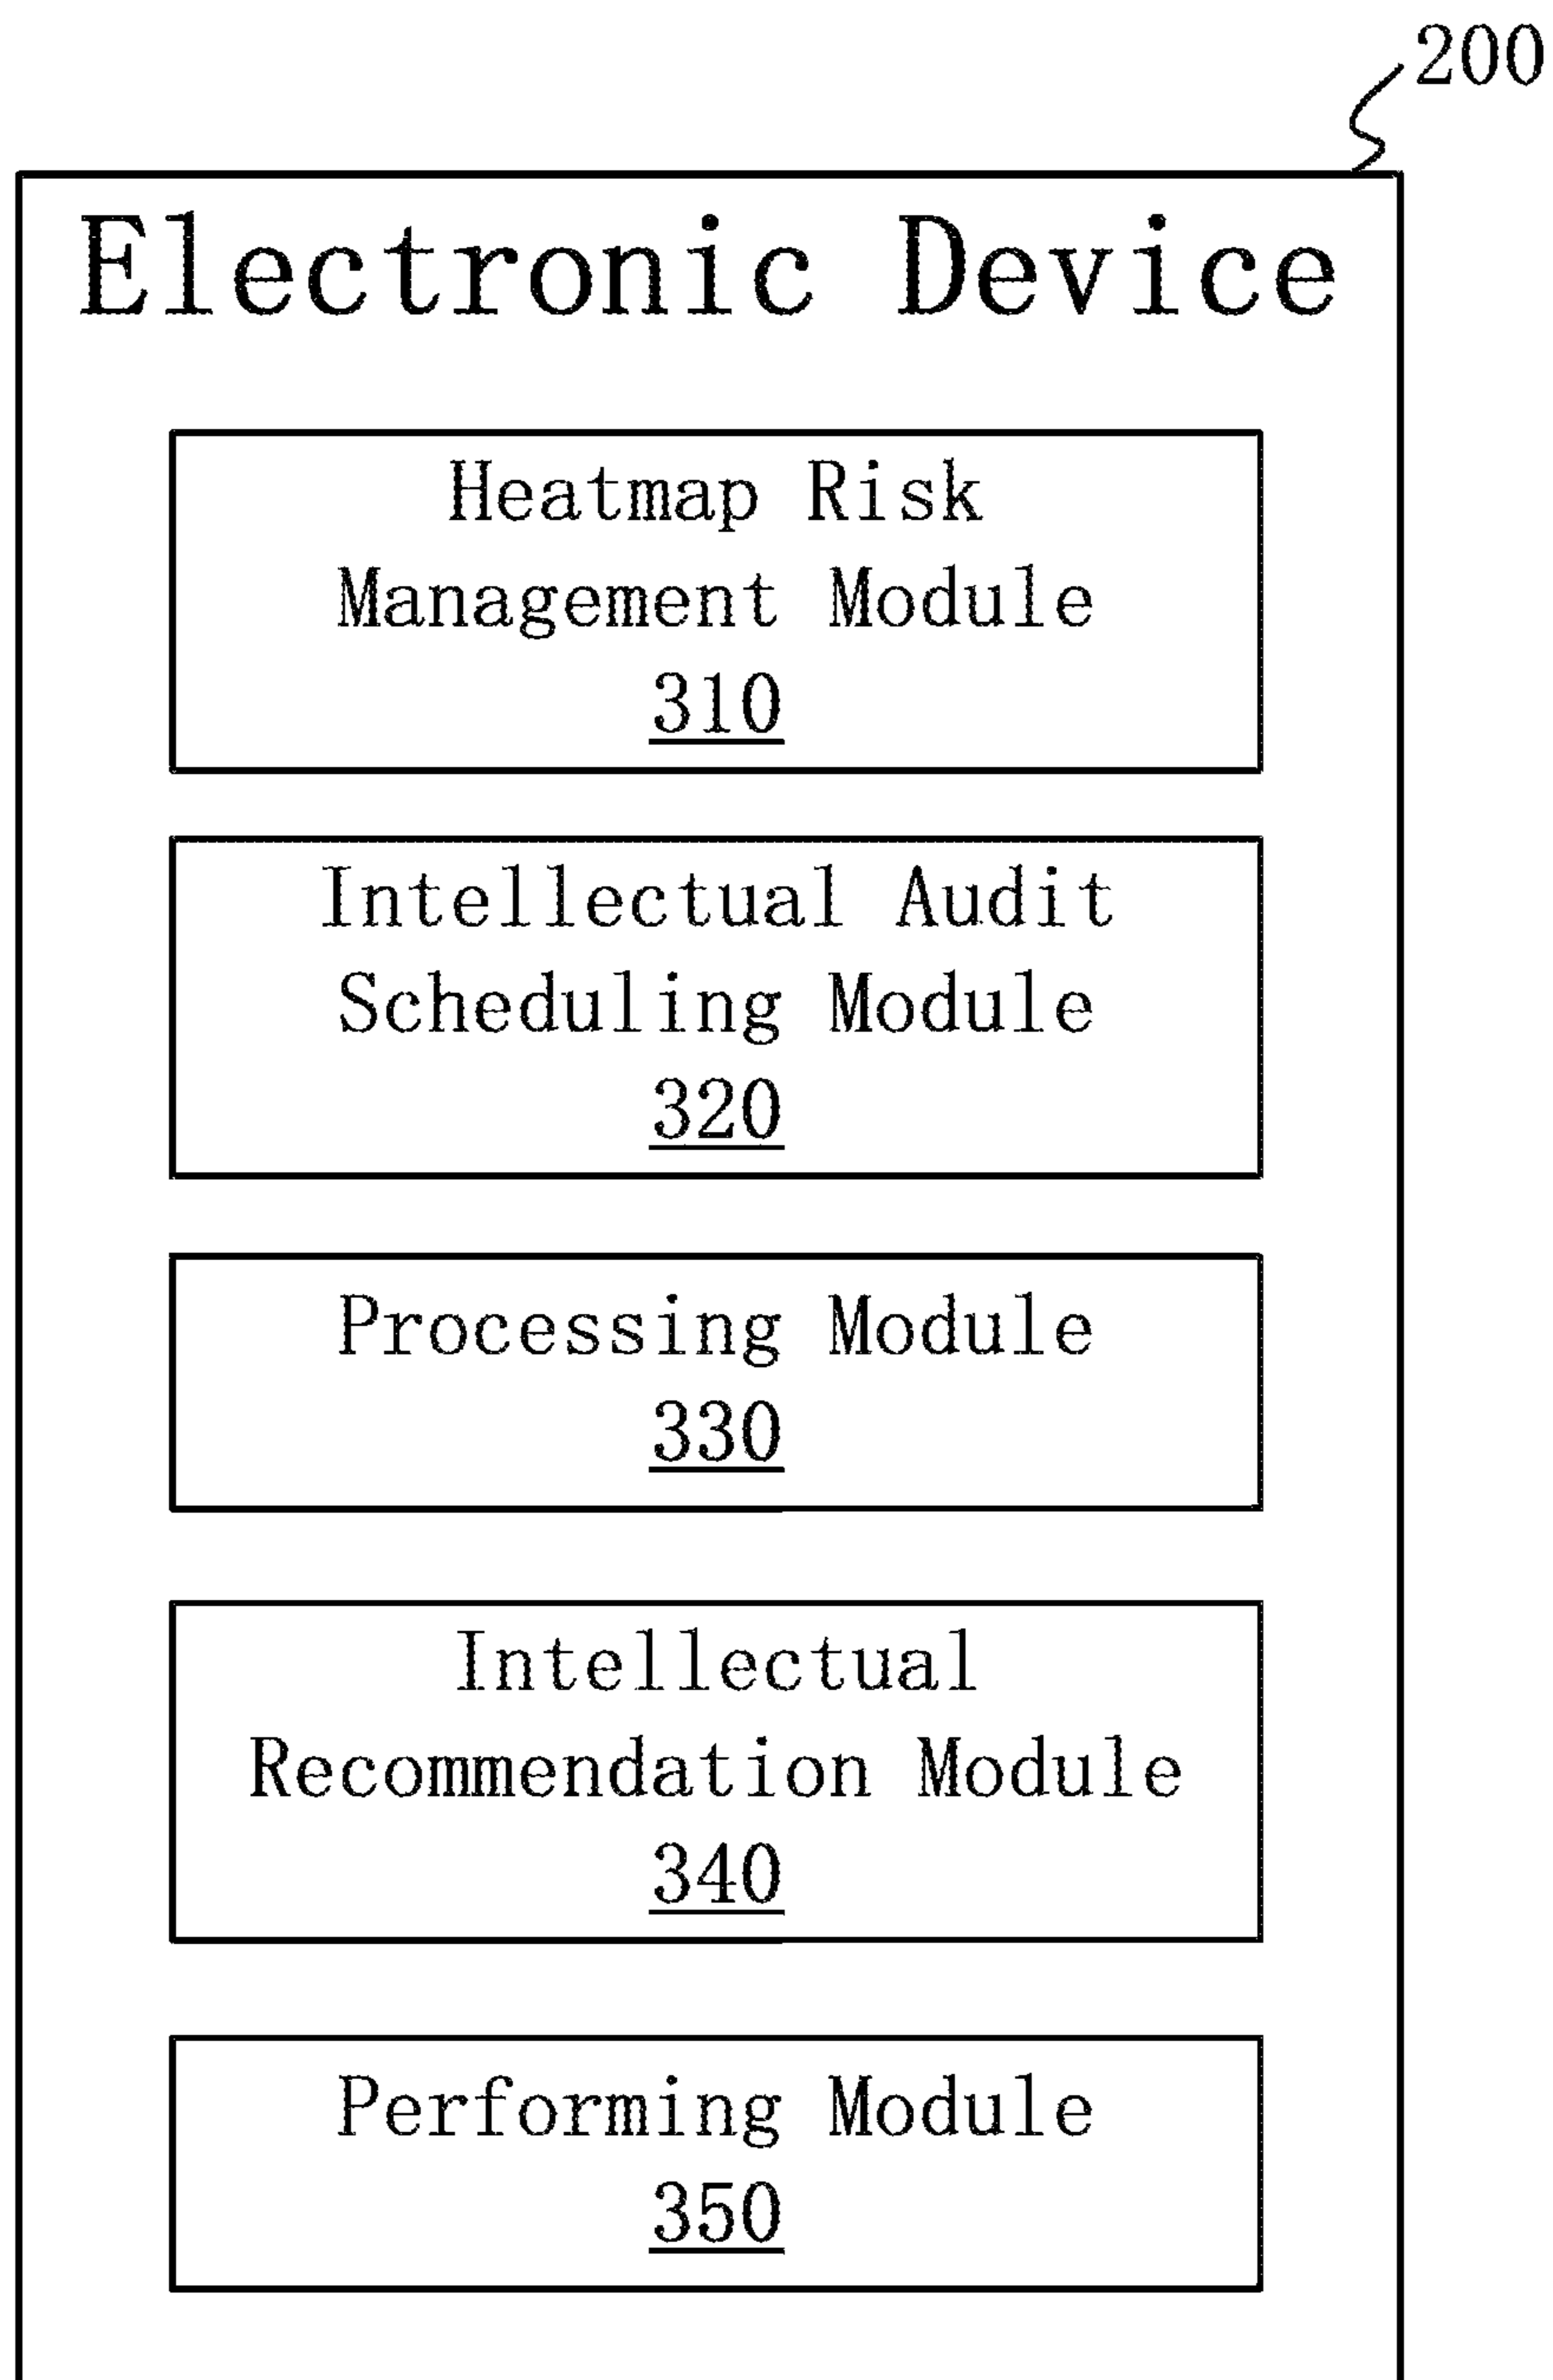 200
Electronic Device
Heatmap Risk
Management Module
310
Intellectual Audit
Scheduling Module
320
Processing Module
330
Intellectual
Recommendation Module
340
Performing Module
350